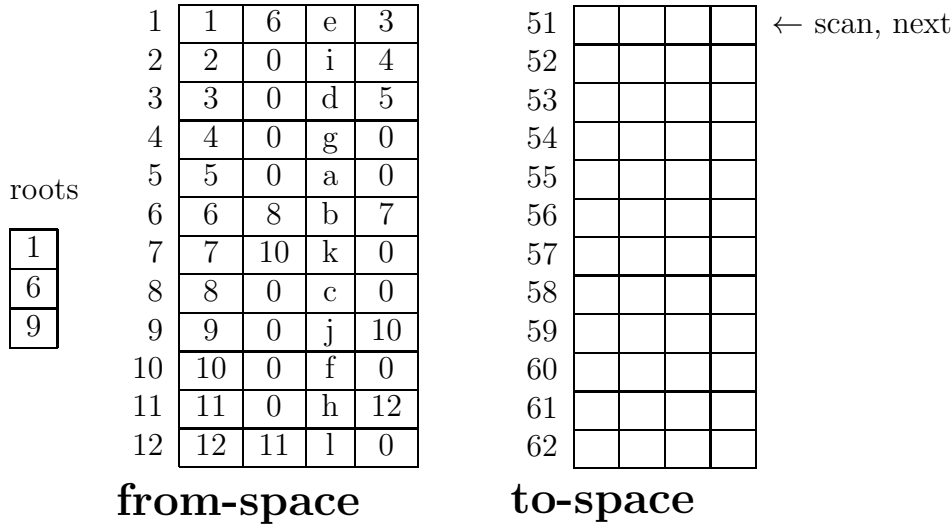 1 1 6 e 3 51 ← scan, next
2 2 0 i 4 52
3 3 0 d 5 53
4 4 0 g 0 54
5 5 0 a 0 55
roots
6 6 8 b 7 56
1 7 7 10 k 0 57
6 8 8 0 c 0 58
9 9 9 0 j 10 59
10 10 0 f 0 60
11 11 0 h 12 61
12 12 11 l 0 62
from-space to-space